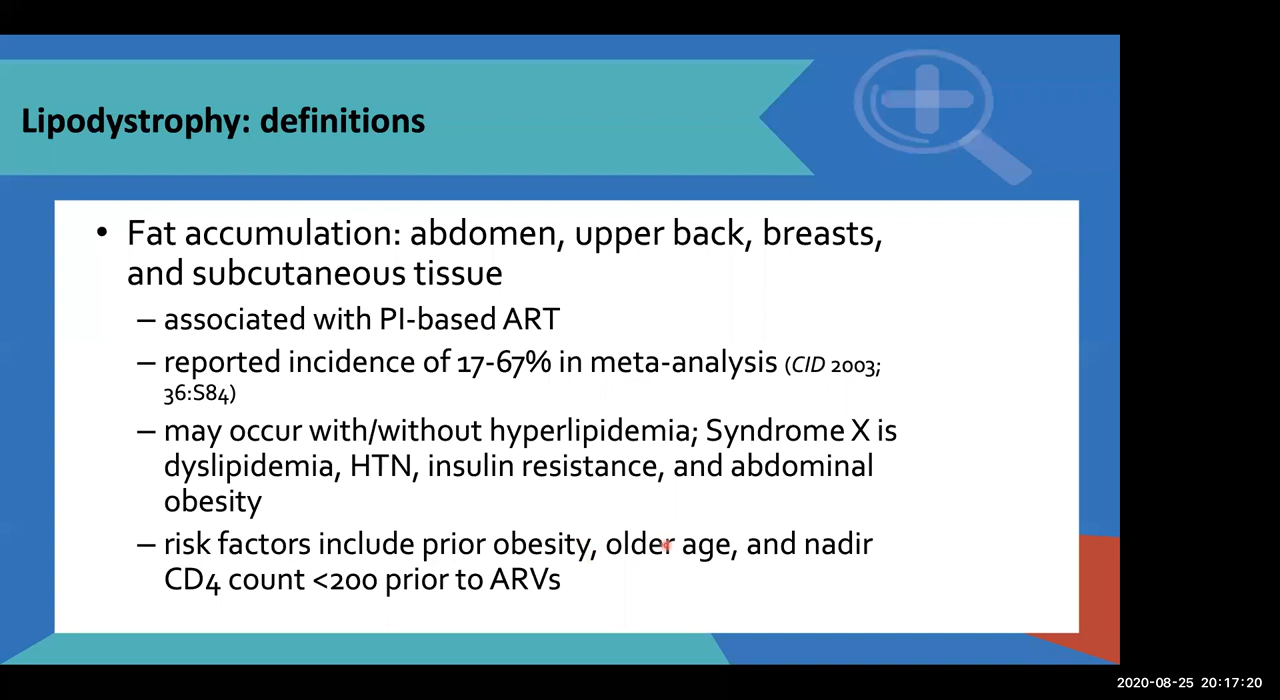 Lipodystrophy: definitions
• Fat accumulation: abdomen, upper back, breasts,
and subcutaneous tissue
– associated with PI-based ART
– reported incidence of 17-67% in meta-analysis (CID 2003;
36:S84)
– may occur with/without hyperlipidemia; Syndrome X is
dyslipidemia, HTN, insulin resistance, and abdominal
obesity
– risk factors include prior obesity, older age, and nadir
CD4 count <200 prior to ARVs
2020-08-25 20:17:20